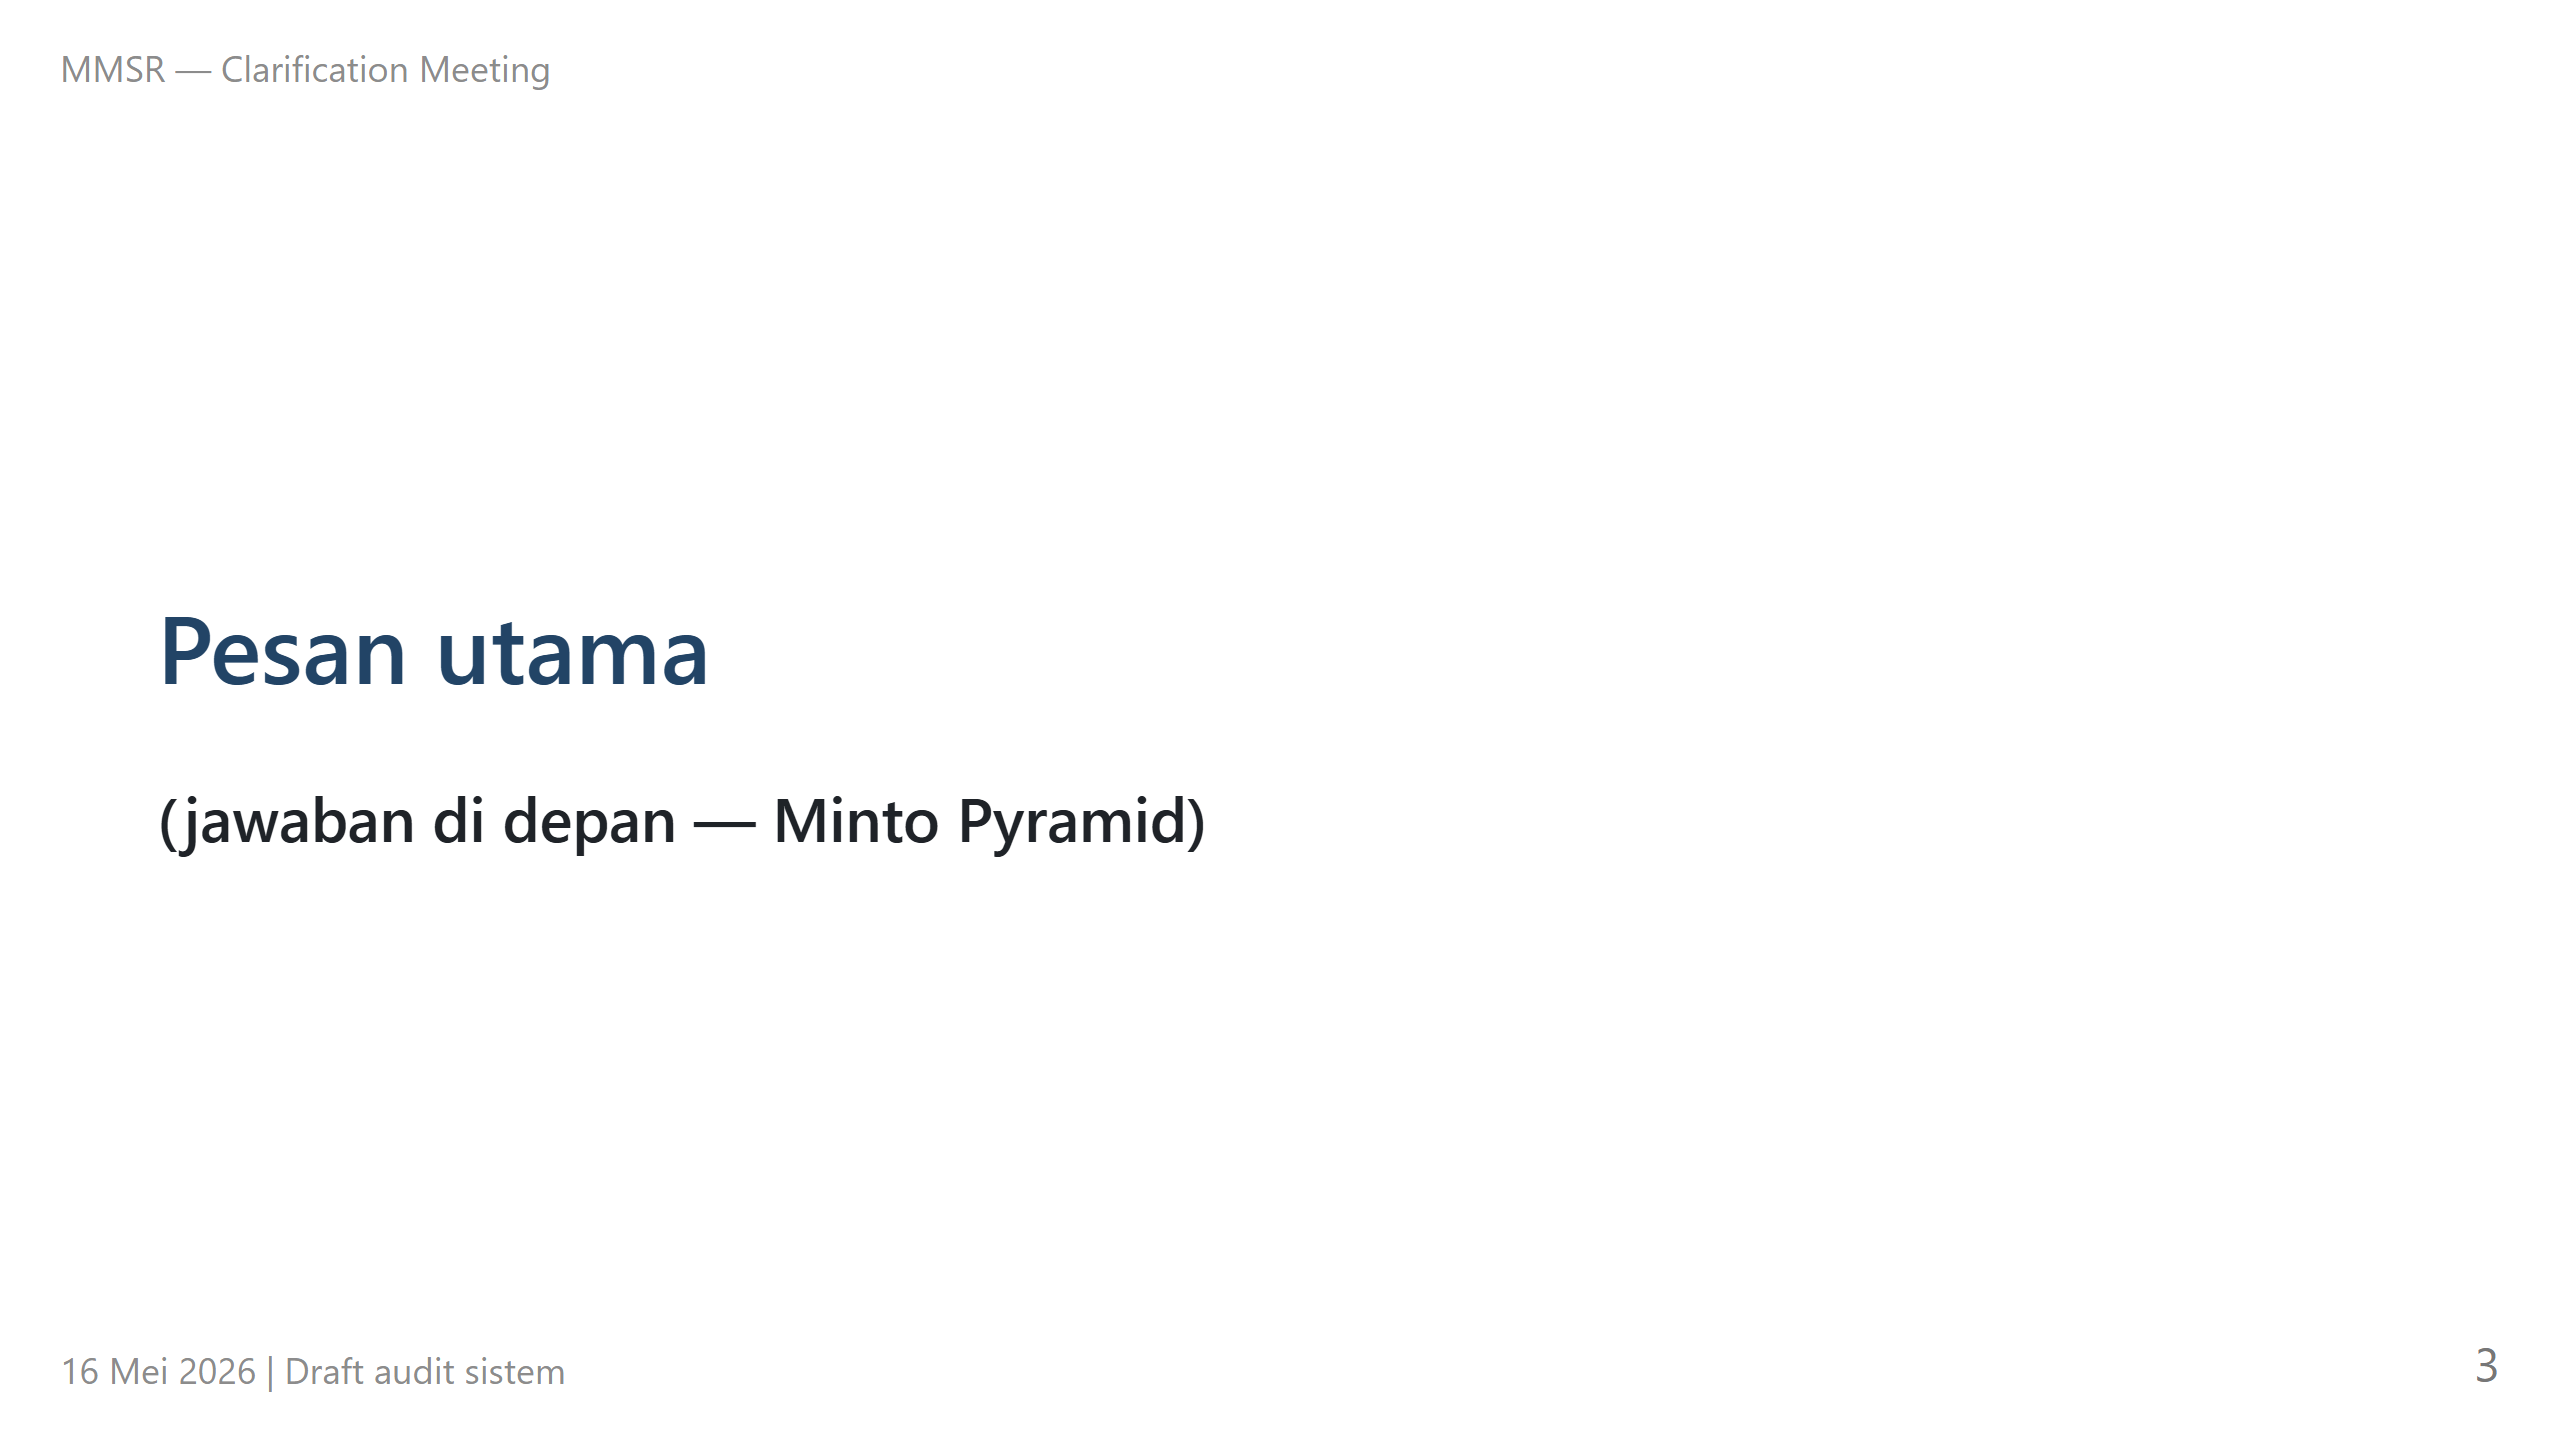 MMSR — Clarification Meeting
Pesan utama
(jawaban di depan — Minto Pyramid)
16 Mei 2026 | Draft audit sistem
3